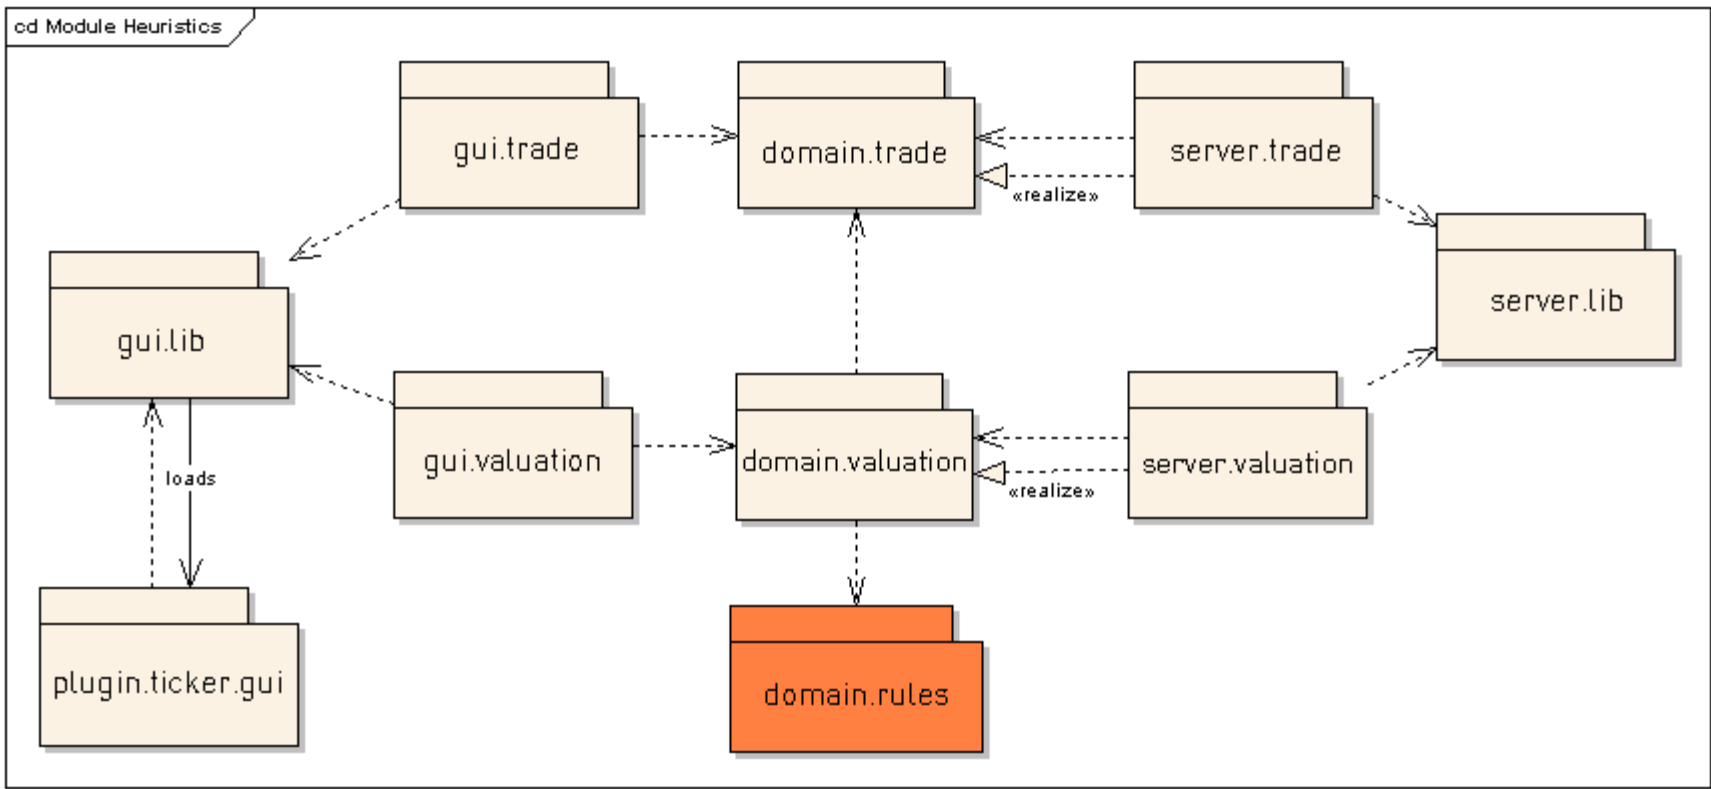 cd Module Heuristics
gui.trade
domain.trade
server.trade
«realize»
server.lib
gui.lib
gui.valuation
domain.valuation
server.valuation
loads
«realize»
plugin.ticker.gui
domain.rules